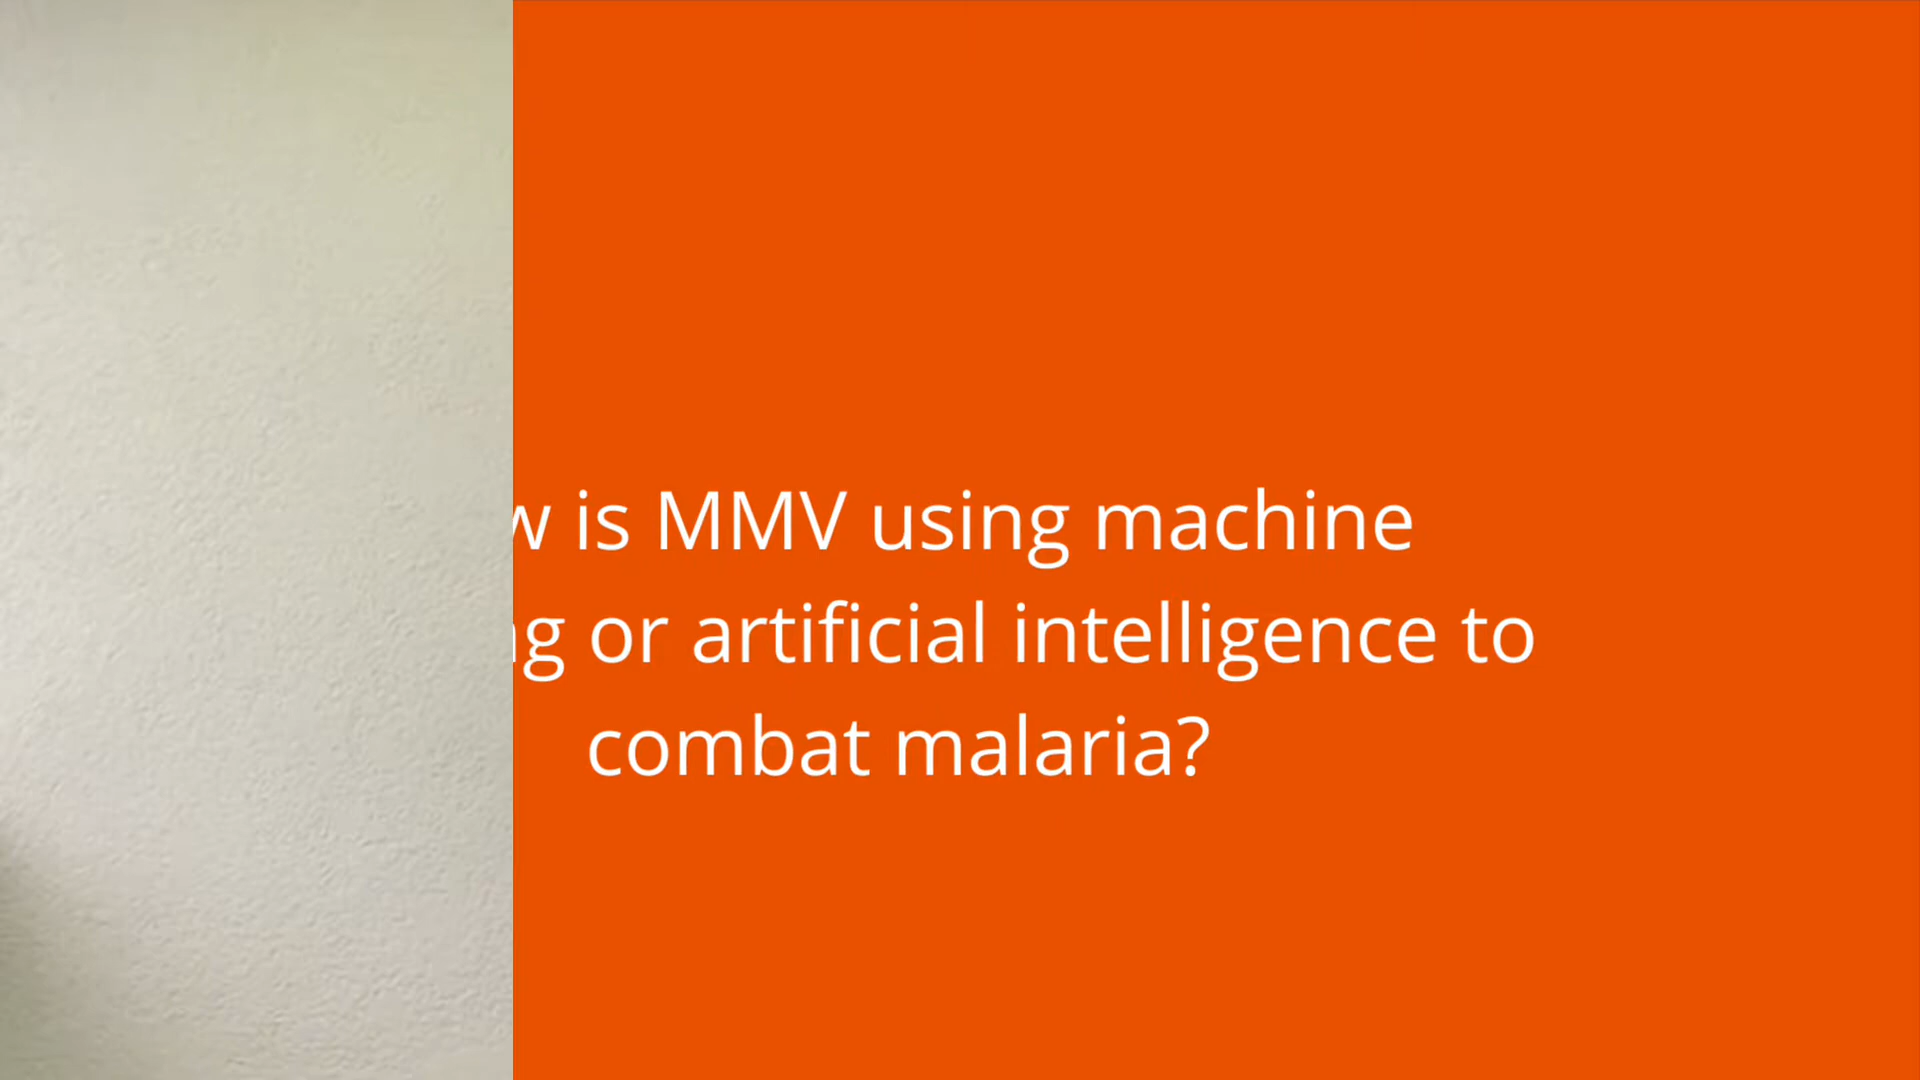 is MMV using machine
or artificial intelligence to
combat malaria?